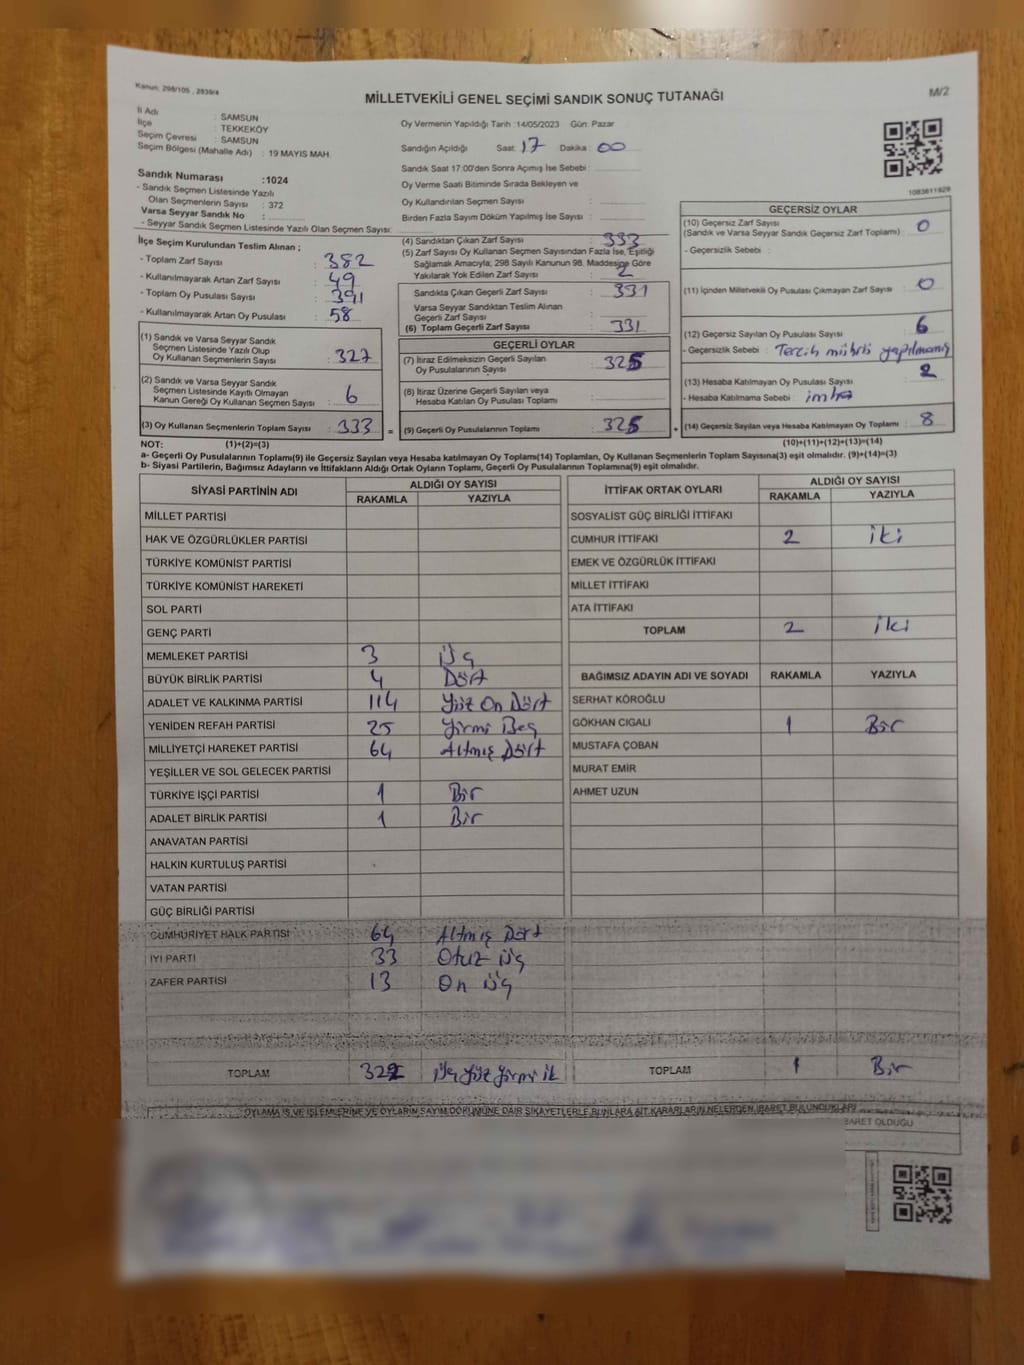 Kanun: 298/105 , 2839/4
MİLLETVEKİLİ GENEL SEÇİMİ SANDIK SONUÇ TUTANAĞI
M/2
İl Adı : SAMSUN
İlçe : TEKKEKÖY
Seçim Çevresi : SAMSUN
Seçim Bölgesi (Mahalle Adı) : 19 MAYIS MAH.
Oy Vermenin Yapıldığı Tarih :14/05/2023 Gün: Pazar
Sandığın Açıldığı Saat: 17 Dakika: 00
Sandık Saat 17:00'den Sonra Açımış İse Sebebi :
Oy Verme Saati Bitiminde Sırada Bekleyen ve
Oy Kullandırılan Seçmen Sayısı :
Birden Fazla Sayım Döküm Yapılmış İse Sayısı :
1083611929
Sandık Numarası :1024
- Sandık Seçmen Listesinde Yazılı
Olan Seçmenlerin Sayısı : 372
Varsa Seyyar Sandık No :
- Seyyar Sandık Seçmen Listesinde Yazılı Olan Seçmen Sayısı:
İlçe Seçim Kurulundan Teslim Alınan ;
- Toplam Zarf Sayısı : 382
- Kullanılmayarak Artan Zarf Sayısı : 49
- Toplam Oy Pusulası Sayısı : 391
- Kullanılmayarak Artan Oy Pusulası : 58
(1) Sandık ve Varsa Seyyar Sandık
Seçmen Listesinde Yazılı Olup
Oy Kullanan Seçmenlerin Sayısı : 327
(2) Sandık ve Varsa Seyyar Sandık
Seçmen Listesinde Kayıtlı Olmayan
Kanun Gereği Oy Kullanan Seçmen Sayısı : 6
(3) Oy Kullanan Seçmenlerin Toplam Sayısı : 333 =
(4) Sandıktan Çıkan Zarf Sayısı : 333
(5) Zarf Sayısı Oy Kullanan Seçmen Sayısından Fazla İse, Eşitliği
Sağlamak Amacıyla; 298 Sayılı Kanunun 98. Maddesine Göre
Yakılarak Yok Edilen Zarf Sayısı : 2
Sandıkta Çıkan Geçerli Zarf Sayısı : 331
Varsa Seyyar Sandıktan Teslim Alınan
Geçerli Zarf Sayısı :
(6) Toplam Geçerli Zarf Sayısı : 331
GEÇERLİ OYLAR
(7) İtiraz Edilmeksizin Geçerli Sayılan
Oy Pusulalarının Sayısı : 325
(8) İtiraz Üzerine Geçerli Sayılan veya
Hesaba Katılan Oy Pusulası Toplamı :
(9) Geçerli Oy Pusulalarının Toplamı : 325 +
GEÇERSİZ OYLAR
(10) Geçersiz Zarf Sayısı
(Sandık ve Varsa Seyyar Sandık Geçersiz Zarf Toplamı) : 0
- Geçersizlik Sebebi :
(11) İçinden Milletvekili Oy Pusulası Çıkmayan Zarf Sayısı : 0
(12) Geçersiz Sayılan Oy Pusulası Sayısı : 6
- Geçersizlik Sebebi : Tercih mührü yapılmamış
(13) Hesaba Katılmayan Oy Pusulası Sayısı : 2
- Hesaba Katılmama Sebebi : imha
(14) Geçersiz Sayılan veya Hesaba Katılmayan Oy Toplamı : 8
NOT: (1)+(2)=(3) (10)+(11)+(12)+(13)=(14)
a- Geçerli Oy Pusulalarının Toplamı(9) ile Geçersiz Sayılan veya Hesaba katılmayan Oy Toplamı(14) Toplamları, Oy Kullanan Seçmenlerin Toplam Sayısına(3) eşit olmalıdır. (9)+(14)=(3)
b- Siyasi Partilerin, Bağımsız Adayların ve İttifakların Aldığı Ortak Oyların Toplamı, Geçerli Oy Pusulalarının Toplamına(9) eşit olmalıdır.
SİYASİ PARTİNİN ADI ALDIĞI OY SAYISI
RAKAMLA YAZIYLA
MİLLET PARTİSİ
HAK VE ÖZGÜRLÜKLER PARTİSİ
TÜRKİYE KOMÜNİST PARTİSİ
TÜRKİYE KOMÜNİST HAREKETİ
SOL PARTİ
GENÇ PARTİ
MEMLEKET PARTİSİ 3 Üç
BÜYÜK BİRLİK PARTİSİ 4 Dört
ADALET VE KALKINMA PARTİSİ 114 Yüz On Dört
YENİDEN REFAH PARTİSİ 25 Yirmi Beş
MİLLİYETÇİ HAREKET PARTİSİ 64 Altmış Dört
YEŞİLLER VE SOL GELECEK PARTİSİ
TÜRKİYE İŞÇİ PARTİSİ 1 Bir
ADALET BİRLİK PARTİSİ 1 Bir
ANAVATAN PARTİSİ
HALKIN KURTULUŞ PARTİSİ
VATAN PARTİSİ
GÜÇ BİRLİĞİ PARTİSİ
CUMHURİYET HALK PARTİSİ 64 Altmış Dört
İYİ PARTİ 33 Otuz Üç
ZAFER PARTİSİ 13 On Üç
TOPLAM 322 Üç Yüz Yirmi İk
İTTİFAK ORTAK OYLARI ALDIĞI OY SAYISI
RAKAMLA YAZIYLA
SOSYALİST GÜÇ BİRLİĞİ İTTİFAKI
CUMHUR İTTİFAKI 2 iki
EMEK VE ÖZGÜRLÜK İTTİFAKI
MİLLET İTTİFAKI
ATA İTTİFAKI
TOPLAM 2 iki
BAĞIMSIZ ADAYIN ADI VE SOYADI RAKAMLA YAZIYLA
SERHAT KÖROĞLU
GÖKHAN CIGALI 1 Bir
MUSTAFA ÇOBAN
MURAT EMİR
AHMET UZUN
TOPLAM 1 Bir
OYLAMA İŞ VE İŞLEMLERİNE VE OYLARIN SAYIM DÖKÜMÜNE DAİR ŞİKAYETLERLE BUNLARA AİT KARARLARIN NELERDEN İBARET BULUNDUKLARI
BARET OLDUĞU